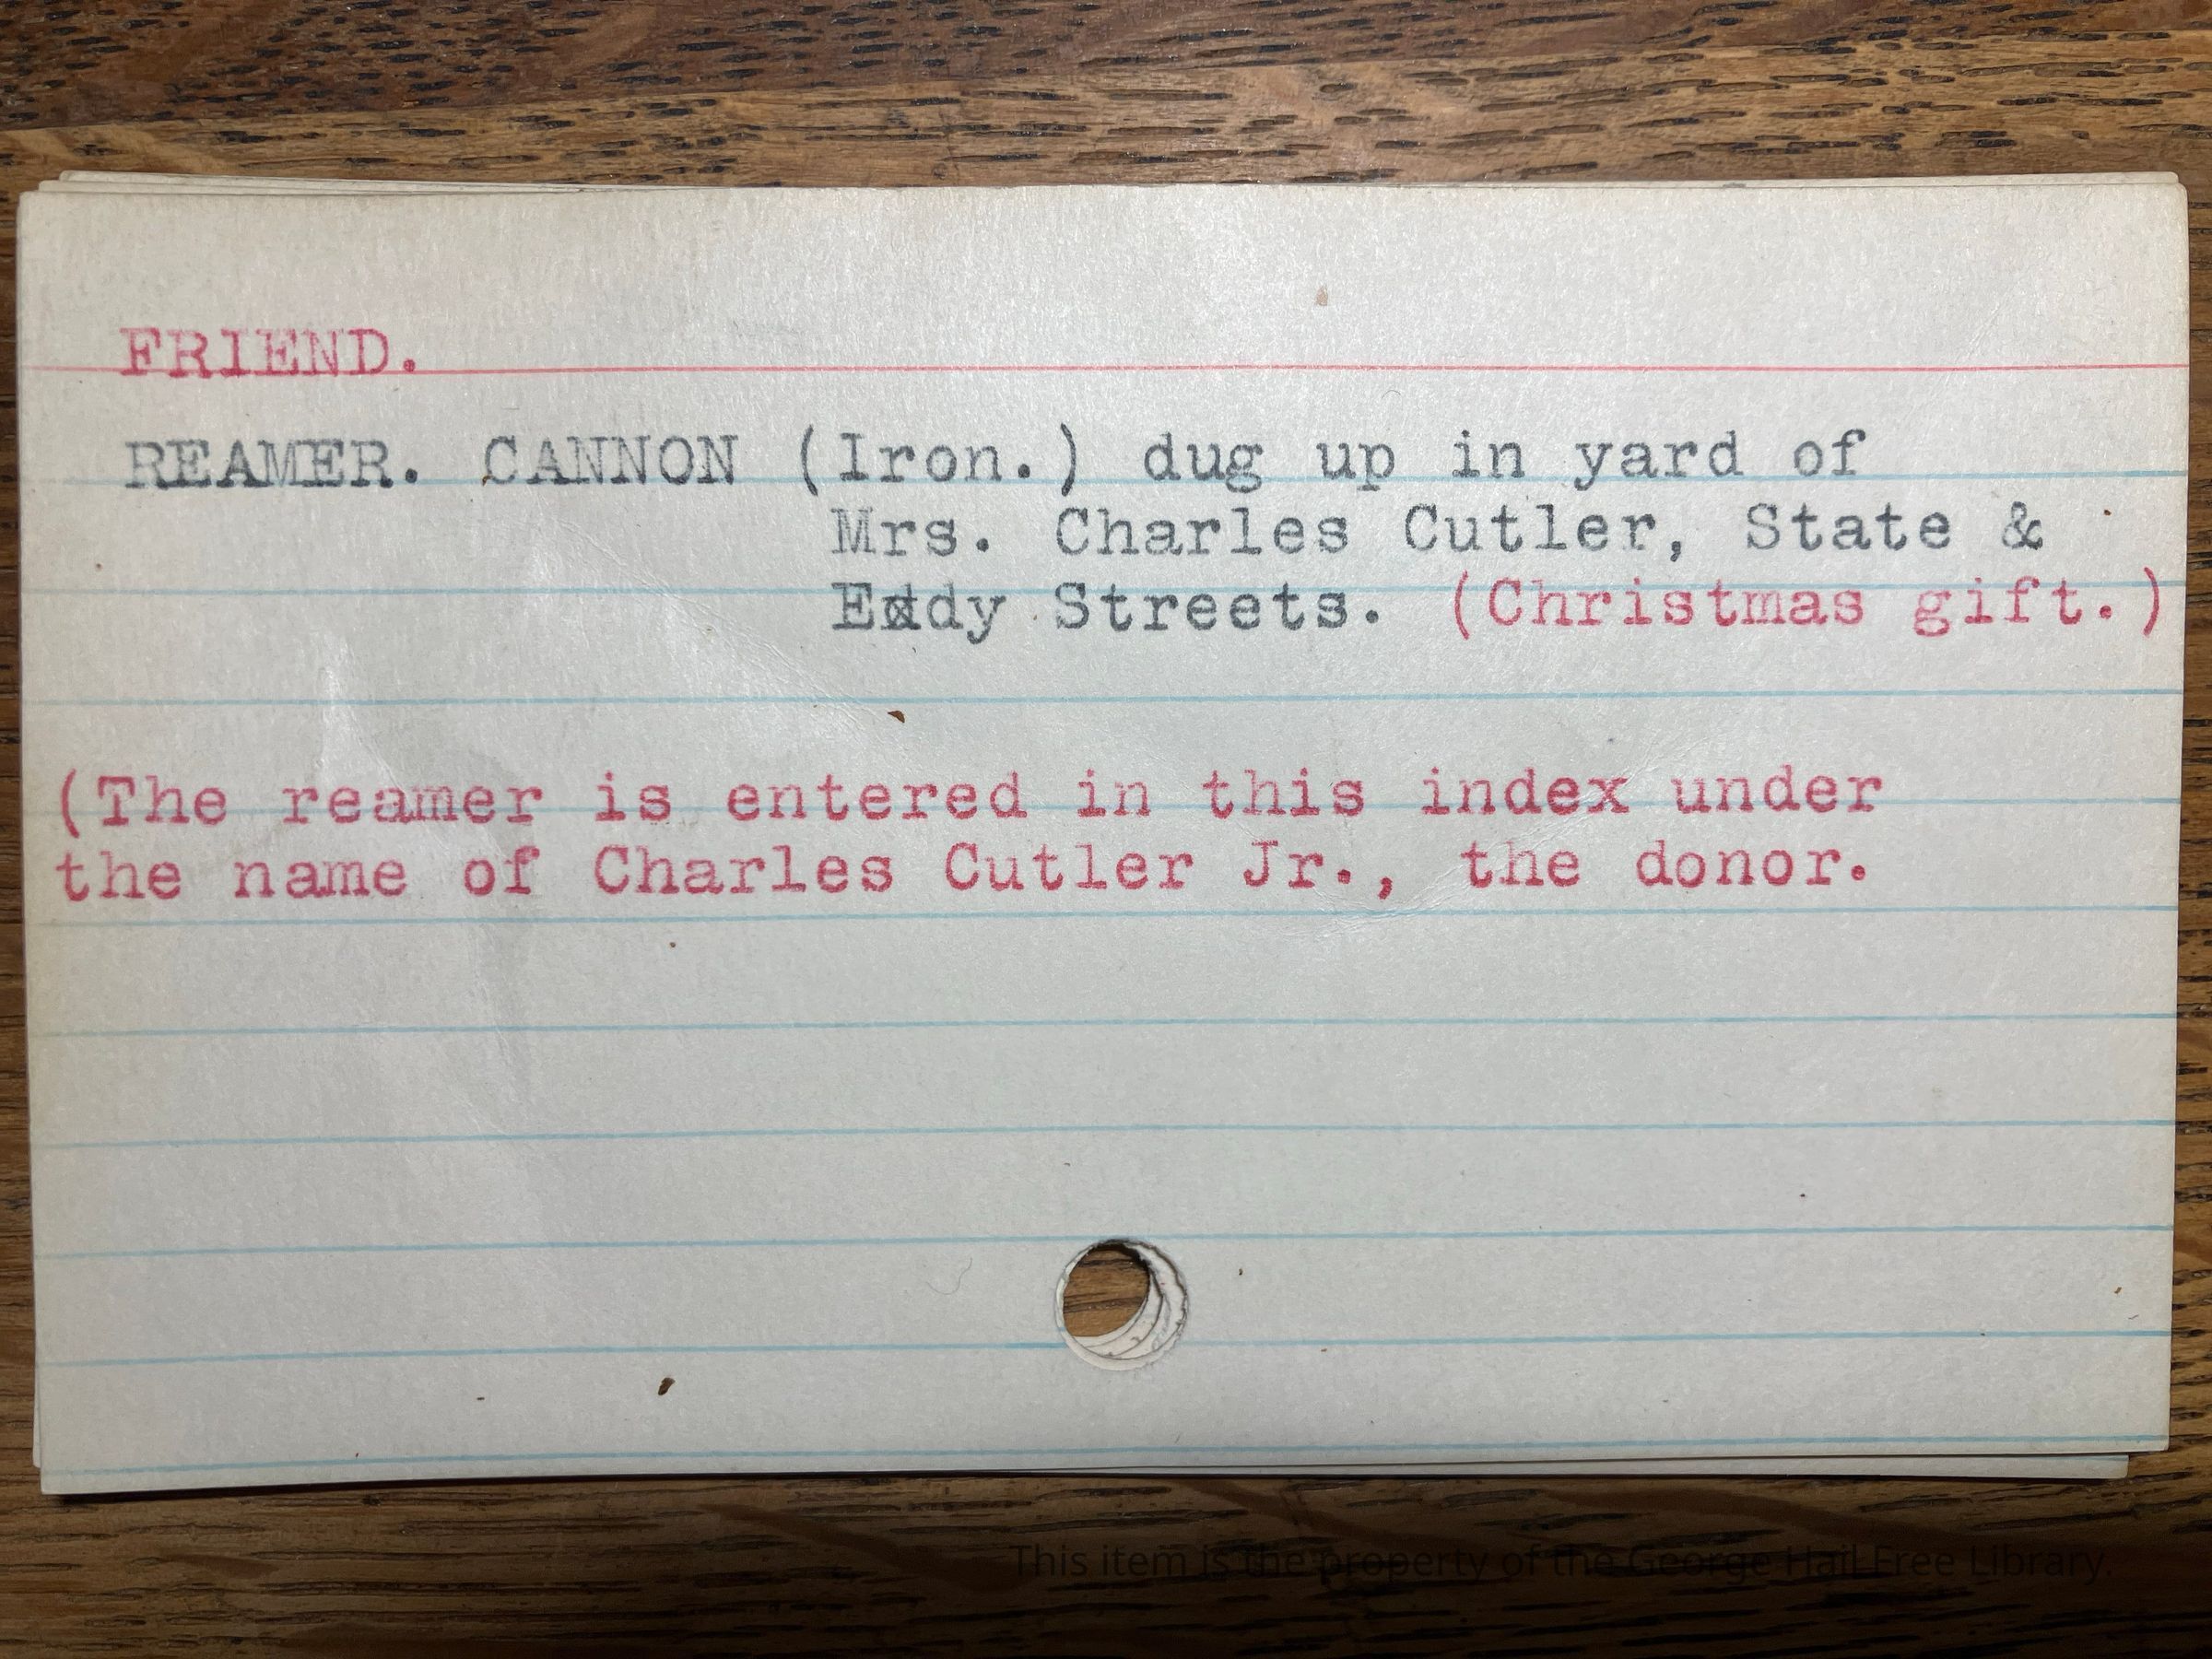 FRIEND.
REAMER. CANNON (Iron.) dug up in yard of
Mrs. Charles Cutler, State &
Eddy Streets. (Christmas gift.)
(The reamer is entered in this index under
the name of Charles Cutler Jr., the donor.
This item is the property of the George Hail Free Library.